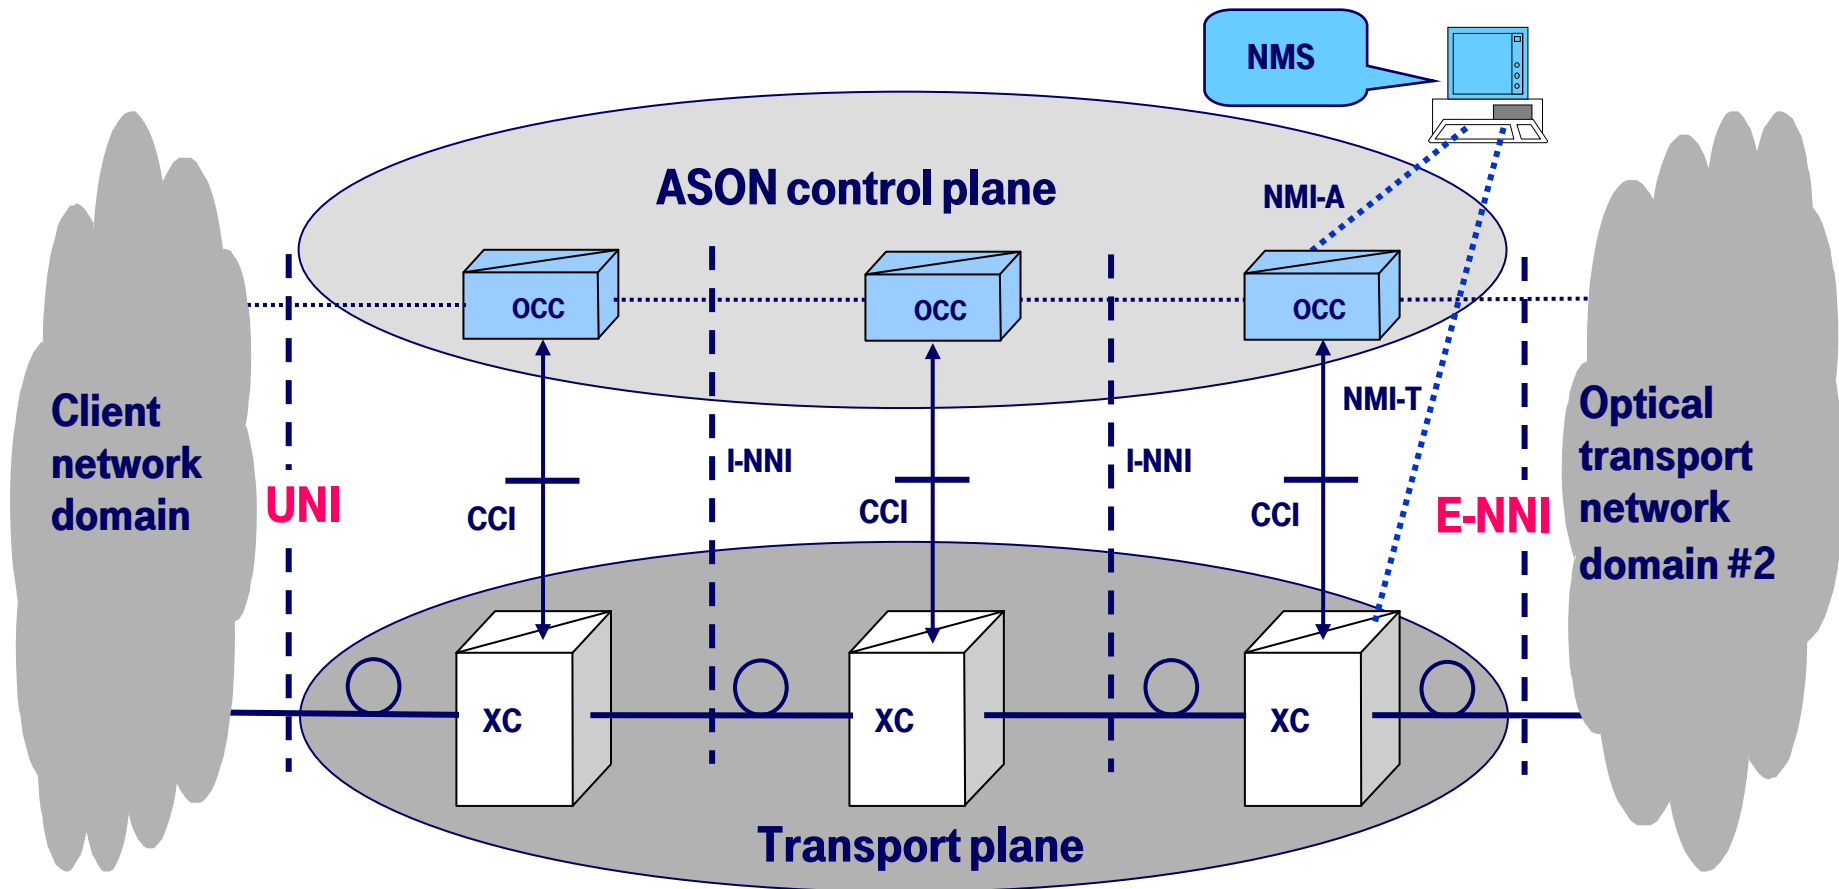 NMS
ASON control plane
NMI-A
OCC
OCC
OCC
Client
network
domain
UNI
I-NNI
CCI
CCI
I-NNI
NMI-T
CCI
E-NNI
Optical
transport
network
domain #2
XC
XC
XC
Transport plane